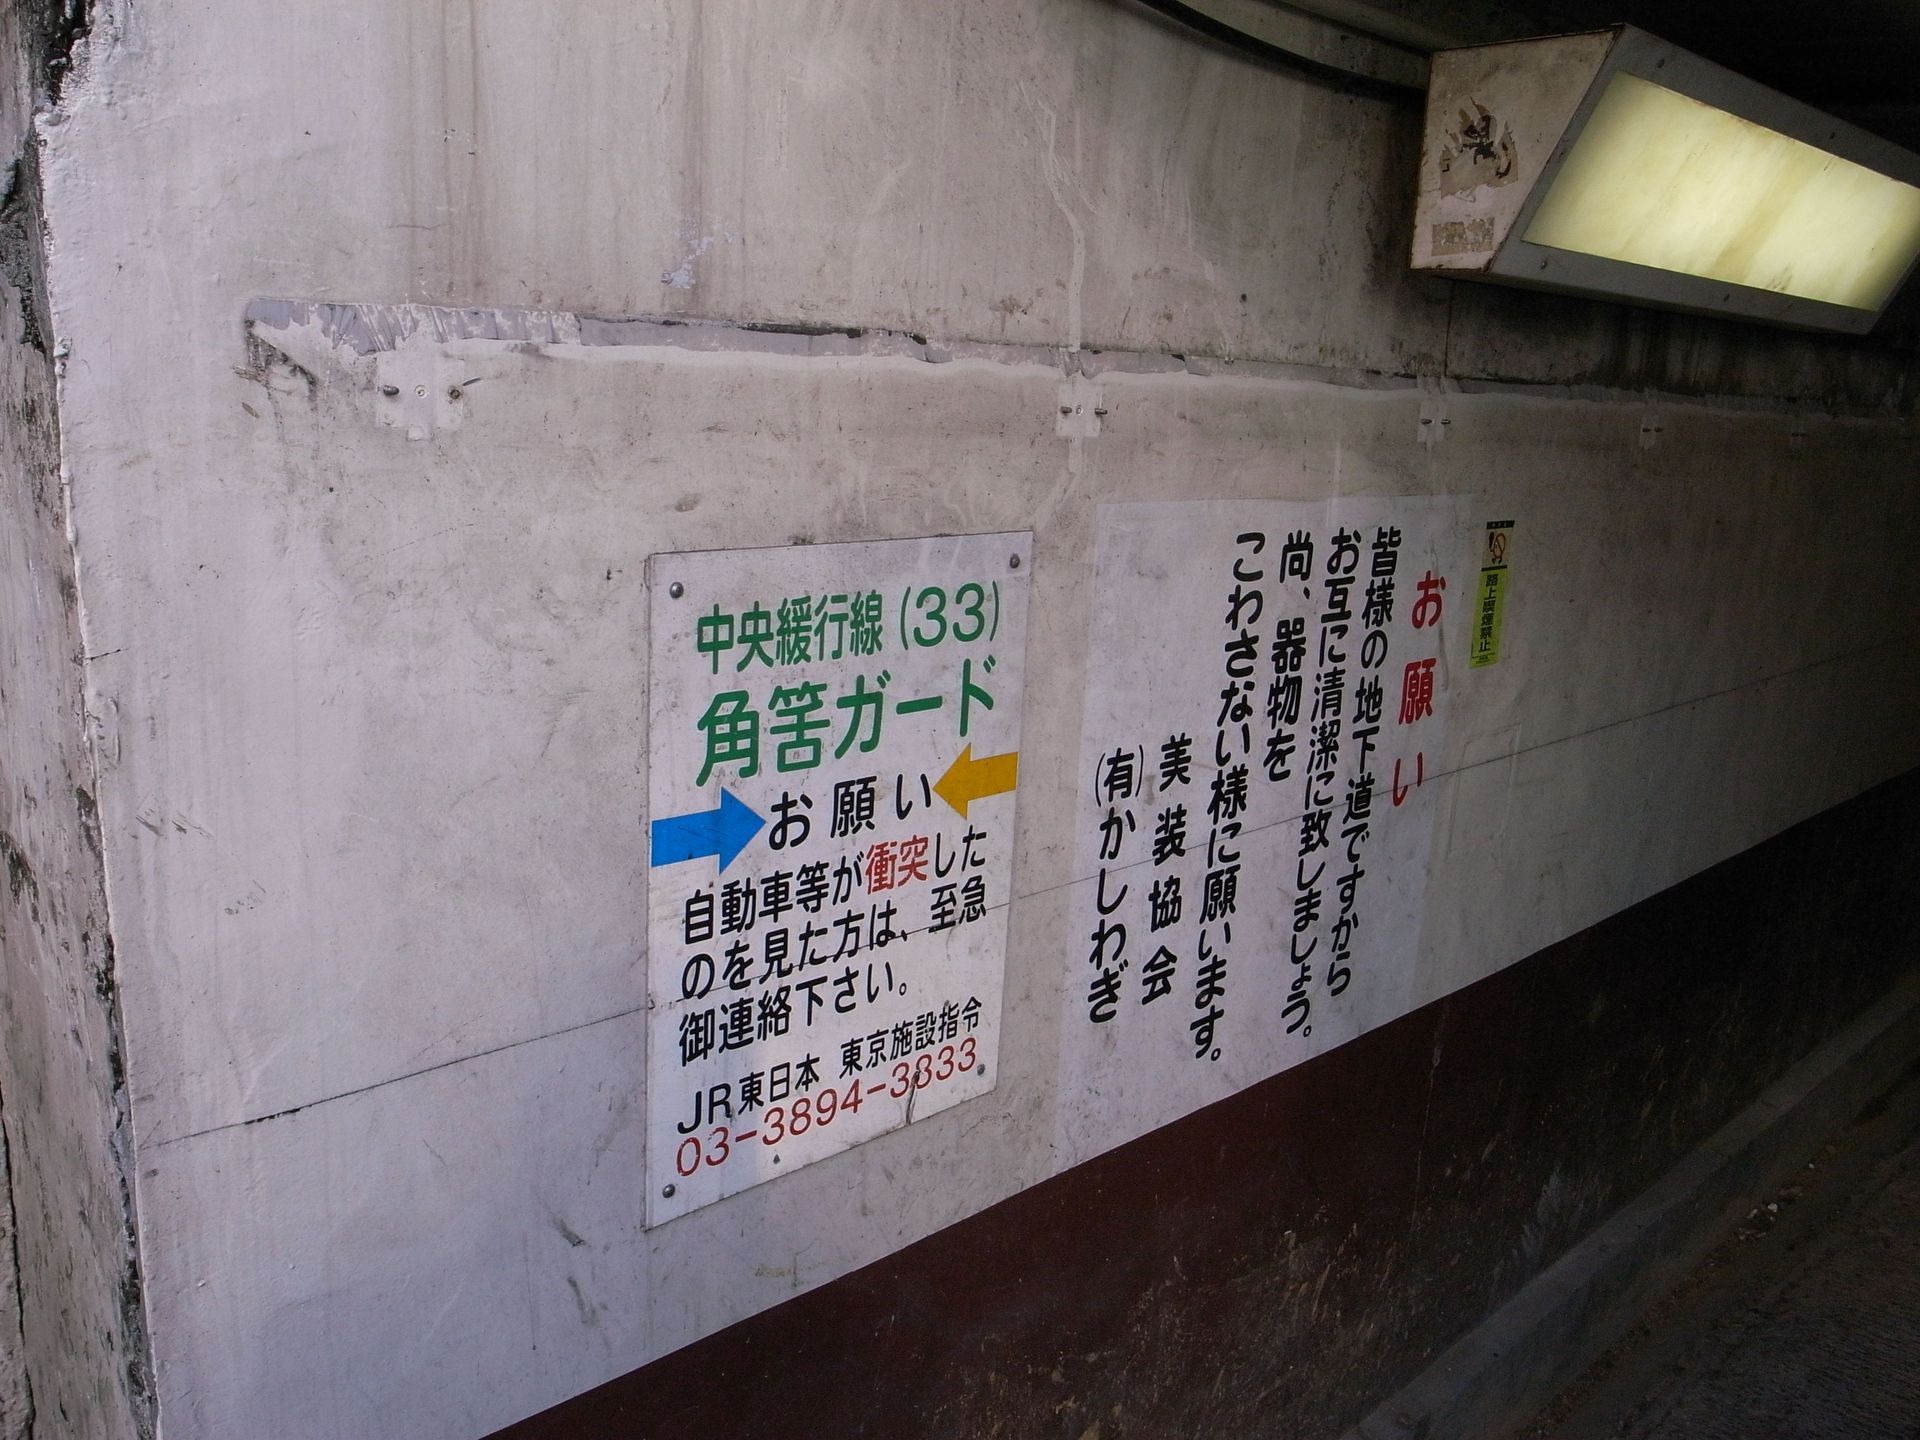 中央緩行線(33)
角筈ガード
お願い
自動車等が衝突した
のを見た方は、至急
御連絡下さい。
JR東日本 東京施設指令
03-3894-3833
お願い
皆様の地下道ですから
お互に清潔に致しましょう。
尚、器物を
こわさない様に願います。
美装協会
(有)かしわぎ
路上喫煙禁止